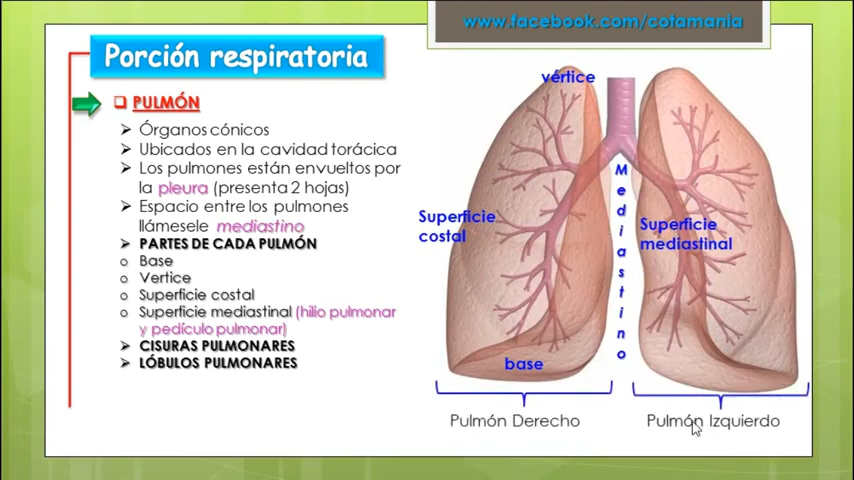 www.facebook.com/cotamania
Porción respiratoria
PULMÓN
Órganos cónicos
Ubicados en la cavidad torácica
Los pulmones están envueltos por
la pleura (presenta 2 hojas)
Espacio entre los pulmones
llámesele mediastino
PARTES DE CADA PULMÓN
Base
Vertice
Superficie costal
Superficie mediastinal (hilio pulmonar
y pedículo pulmonar)
CISURAS PULMONARES
LÓBULOS PULMONARES
vértice
Superficie
costal
Mediastino
Superficie
mediastinal
base
Pulmón Derecho
Pulmón Izquierdo